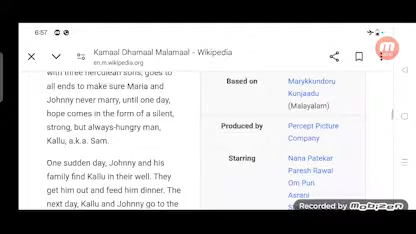 6:57
Kamaal Dhamaal Malamaal - Wikipedia
en.m.wikipedia.org
with three herculean sons, goes to
all ends to make sure Maria and
Johnny never marry, until one day,
hope comes in the form of a silent,
strong, but always-hungry man,
Kallu, a.k.a. Sam.
One sudden day, Johnny and his
family find Kallu in their well. They
get him out and feed him dinner. The
next day, Kallu and Johnny go to the
Based on
Marykkundoru
Kunjaadu
(Malayalam)
Produced by
Percept Picture
Company
Starring
Nana Patekar
Paresh Rawal
Om Puri
Asrani
Recorded by Mobizen